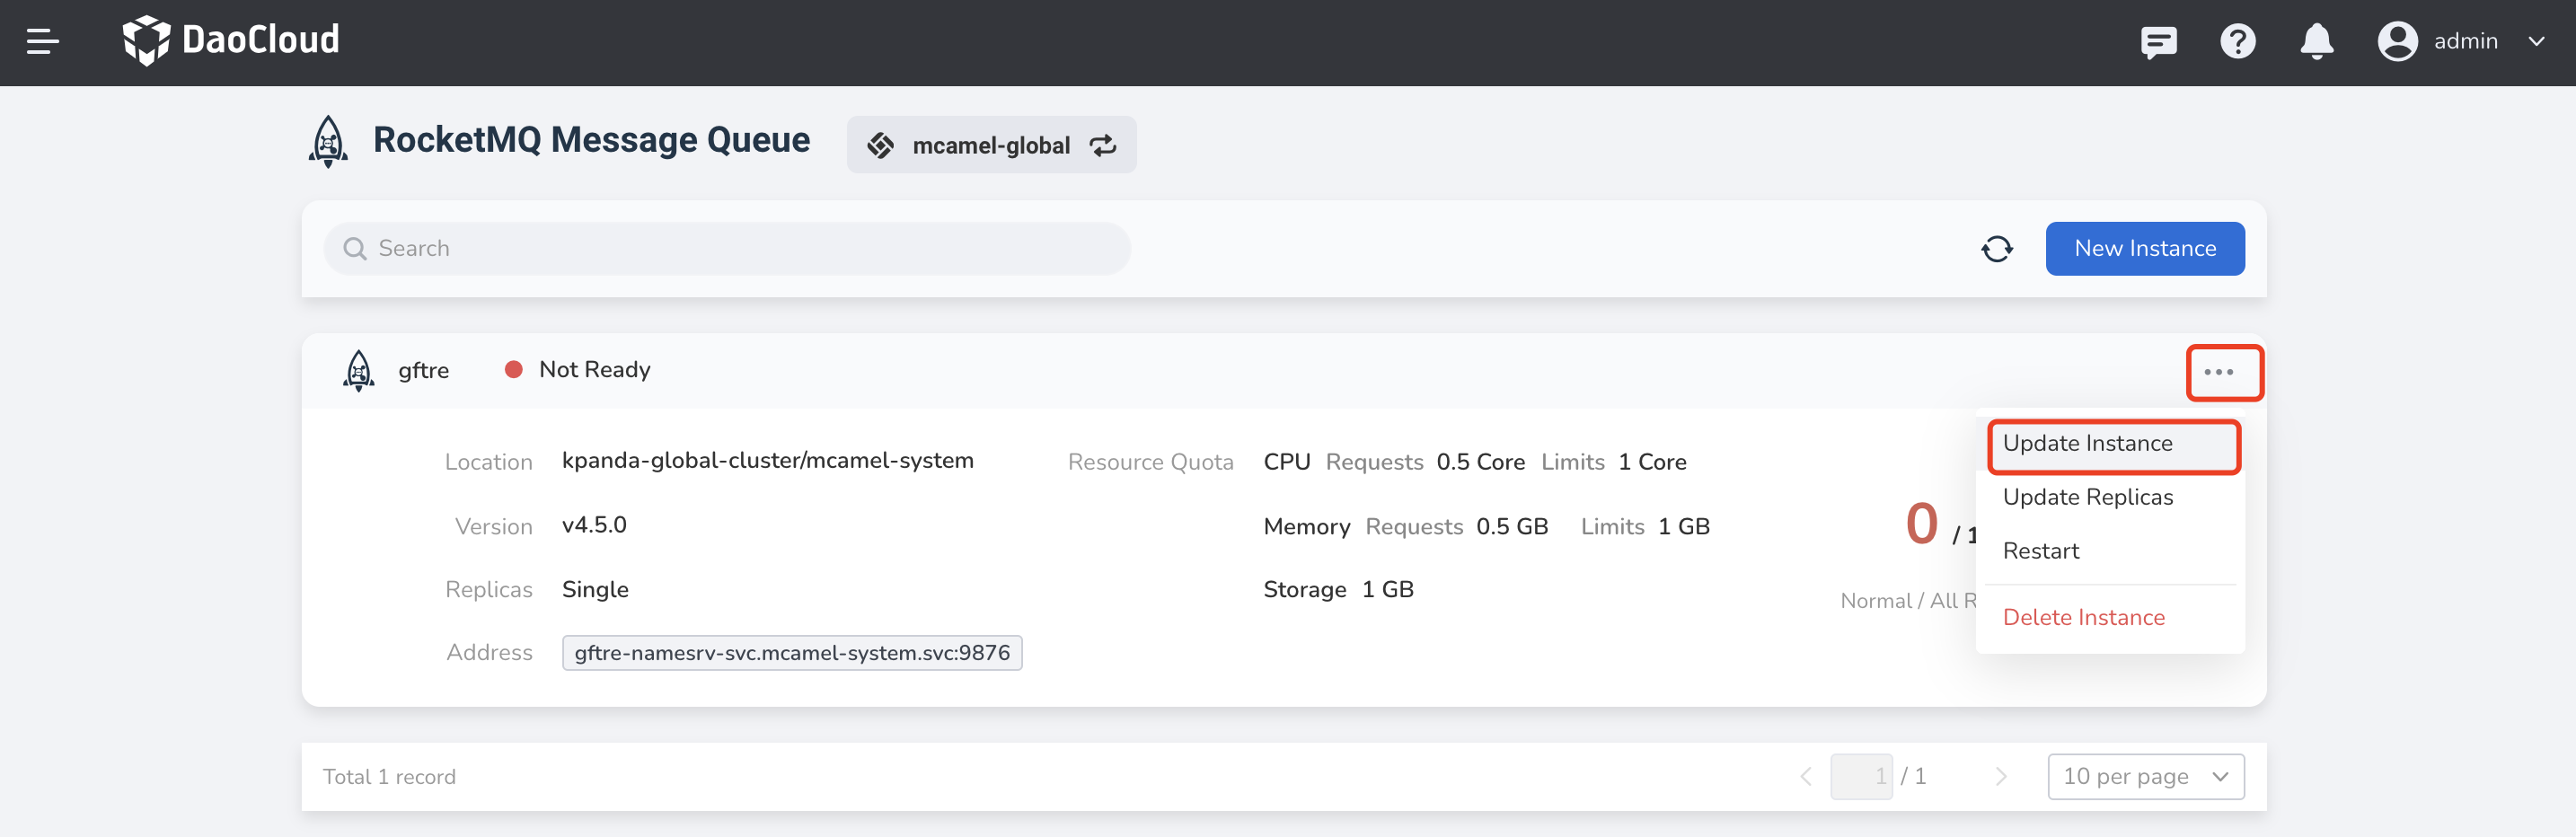 DaoCloud
admin
RocketMQ Message Queue
mcamel-global
Search
New Instance
gftre
Not Ready
Location kpanda-global-cluster/mcamel-system
Resource Quota CPU Requests 0.5 Core Limits 1 Core
Update Instance
Update Replicas
Version v4.5.0
Memory Requests 0.5 GB Limits 1 GB
0 / 1
Restart
Replicas Single
Storage 1 GB
Normal / All R
Delete Instance
Address gftre-namesrv-svc.mcamel-system.svc:9876
Total 1 record
1 / 1
10 per page